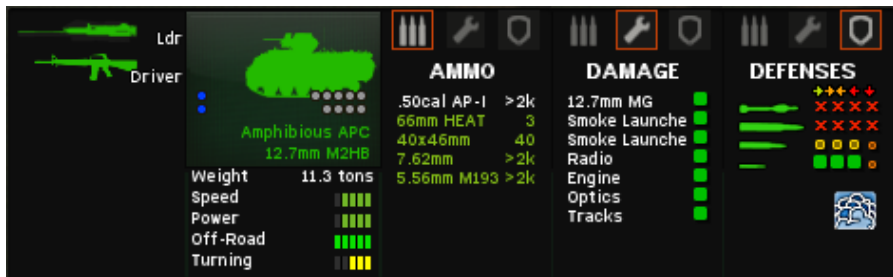 Ldr
Driver
Amphibious APC
12.7mm M2HB
Weight 11.3 tons
Speed
Power
Off-Road
Turning
AMMO
.50cal AP-I >2k
66mm HEAT 3
40x46mm 40
7.62mm >2k
5.56mm M193 >2k
DAMAGE
12.7mm MG
Smoke Launche
Smoke Launche
Radio
Engine
Optics
Tracks
DEFENSES